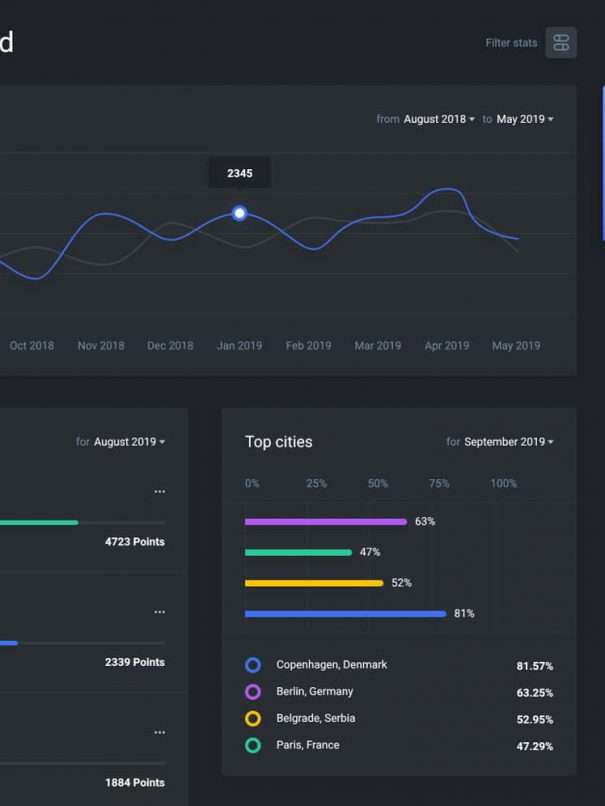 d
Filter stats
from August 2018 to May 2019
2345
Oct 2018 Nov 2018 Dec 2018 Jan 2019 Feb 2019 Mar 2019 Apr 2019 May 2019
for August 2019
...
4723 Points
...
2339 Points
...
1884 Points
Top cities
for September 2019
0% 25% 50% 75% 100%
63%
47%
52%
81%
Copenhagen, Denmark 81.57%
Berlin, Germany 63.25%
Belgrade, Serbia 52.95%
Paris, France 47.29%